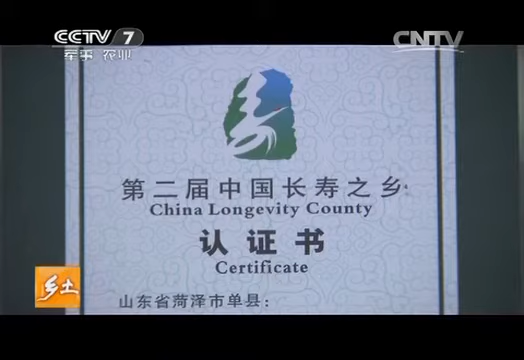 CCTV 7
军事·农业
CNTV
第二届中国长寿之乡
China Longevity County
认证书
Certificate
乡土
山东省菏泽市单县：